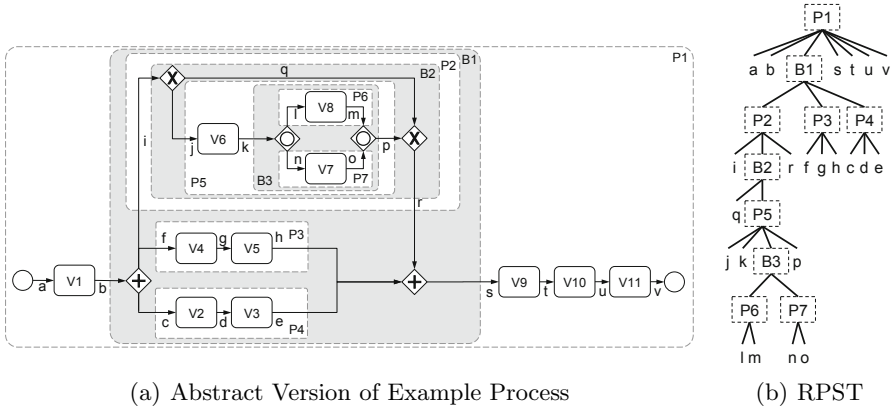 P1
B1
P2
B2
q
X
P5
i
j
V6
k
B3
l
V8
m
P6
n
V7
o
P7
p
X
r
P3
f
V4
g
V5
h
a
V1
b
+
+
s
V9
t
V10
u
V11
v
c
V2
d
V3
e
P4
(a) Abstract Version of Example Process
P1
a b B1 s t u v
P2 P3 P4
i B2 r f g h c d e
q P5
j k B3 p
P6 P7
l m n o
(b) RPST